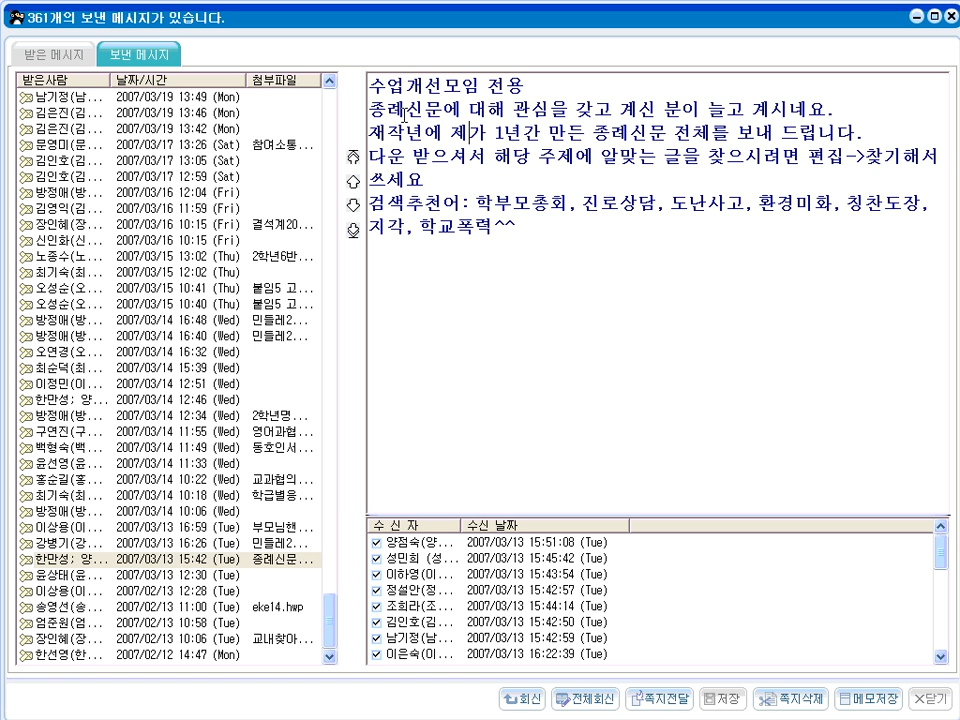 361개의 보낸 메시지가 있습니다.
받은 메시지 보낸 메시지
받은사람 날짜/시간 첨부파일
남기정(남... 2007/03/19 13:49 (Mon)
김은진(김... 2007/03/19 13:46 (Mon)
김은진(김... 2007/03/19 13:42 (Mon)
문영미(문... 2007/03/17 13:26 (Sat) 참여소통...
김인호(김... 2007/03/17 13:05 (Sat)
김인호(김... 2007/03/17 12:59 (Sat)
방정애(방... 2007/03/16 12:04 (Fri)
김영익(김... 2007/03/16 11:59 (Fri)
장인혜(장... 2007/03/16 10:15 (Fri) 결석계20...
신인화(신... 2007/03/16 10:15 (Fri)
노종수(노... 2007/03/15 13:02 (Thu) 2학년6반...
최기숙(최... 2007/03/15 12:02 (Thu)
오성순(오... 2007/03/15 10:41 (Thu) 붙임5 고...
오성순(오... 2007/03/15 10:40 (Thu) 붙임5 고...
방정애(방... 2007/03/14 16:48 (Wed) 민들레2...
방정애(방... 2007/03/14 16:40 (Wed) 민들레2...
오연경(오... 2007/03/14 16:32 (Wed)
최순덕(최... 2007/03/14 15:39 (Wed)
이정민(이... 2007/03/14 12:51 (Wed)
한만성; 양... 2007/03/14 12:46 (Wed)
방정애(방... 2007/03/14 12:34 (Wed) 2학년명...
구연진(구... 2007/03/14 11:55 (Wed) 영어과협...
백형숙(백... 2007/03/14 11:49 (Wed) 동호인서...
윤선영(윤... 2007/03/14 11:33 (Wed)
홍순길(홍... 2007/03/14 10:22 (Wed) 교과협의...
최기숙(최... 2007/03/14 10:18 (Wed) 학급별응...
방정애(방... 2007/03/14 10:06 (Wed)
이상용(이... 2007/03/13 16:59 (Tue) 부모님핸...
강병기(강... 2007/03/13 16:26 (Tue) 민들레2...
한만성; 양... 2007/03/13 15:42 (Tue) 종례신문...
윤상태(윤... 2007/03/13 12:30 (Tue)
이상용(이... 2007/02/13 12:28 (Tue)
송영선(송... 2007/02/13 11:00 (Tue) eke14.hwp
엄준원(엄... 2007/02/13 10:58 (Tue)
장인혜(장... 2007/02/13 10:06 (Tue) 교내찾아...
한선영(한... 2007/02/12 14:47 (Mon)
수업개선모임 전용
종례신문에 대해 관심을 갖고 계신 분이 늘고 계시네요.
재작년에 제가 1년간 만든 종례신문 전체를 보내 드립니다.
다운 받으셔서 해당 주제에 알맞는 글을 찾으시려면 편집->찾기해서
쓰세요
검색추천어: 학부모총회, 진로상담, 도난사고, 환경미화, 칭찬도장,
지각, 학교폭력^^
수 신 자 수신 날짜
양점숙(양... 2007/03/13 15:51:08 (Tue)
성민희 (성... 2007/03/13 15:45:42 (Tue)
이하영(이... 2007/03/13 15:43:54 (Tue)
정설안(정... 2007/03/13 15:42:57 (Tue)
조희라(조... 2007/03/13 15:44:14 (Tue)
김인호(김... 2007/03/13 15:42:50 (Tue)
남기정(남... 2007/03/13 15:42:59 (Tue)
이은숙(이... 2007/03/13 16:22:39 (Tue)
회신 전체회신 쪽지전달 저장 쪽지삭제 메모저장 닫기